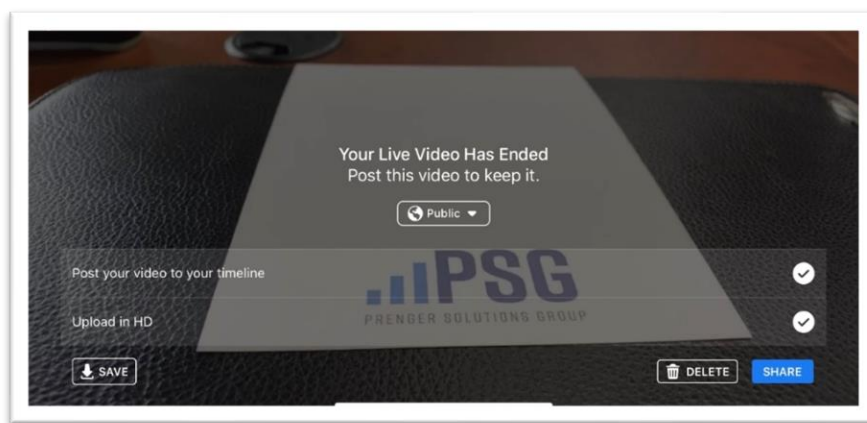 Your Live Video Has Ended
Post this video to keep it.
Public
Post your video to your timeline
PSG
Upload in HD
PRENGER SOLUTIONS GROUP
SAVE
DELETE
SHARE